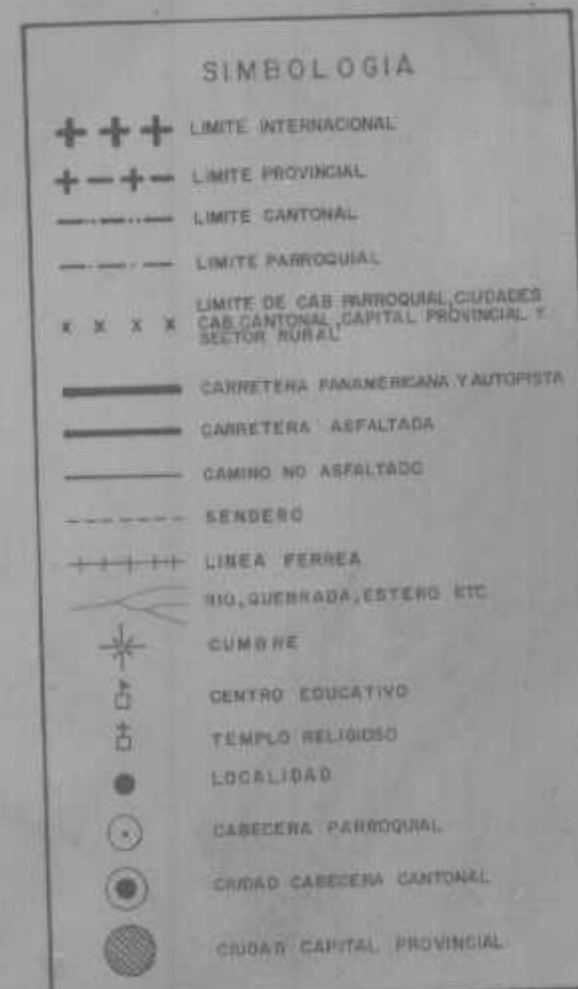 SIMBOLOGIA
LIMITE INTERNACIONAL
LIMITE PROVINCIAL
LIMITE CANTONAL
LIMITE PARROQUIAL
LIMITE DE CAB PARROQUIAL, CIUDADES
CAB. CANTONAL, CAPITAL PROVINCIAL Y
SECTOR RURAL
CARRETERA PANAMERICANA Y AUTOPISTA
CARRETERA ASFALTADA
CAMINO NO ASFALTADO
SENDERO
LINEA FERREA
RIO, QUEBRADA, ESTERO ETC
CUMBRE
CENTRO EDUCATIVO
TEMPLO RELIGIOSO
LOCALIDAD
CABECERA PARROQUIAL
CIUDAD CABECERA CANTONAL
CIUDAD CAPITAL PROVINCIAL